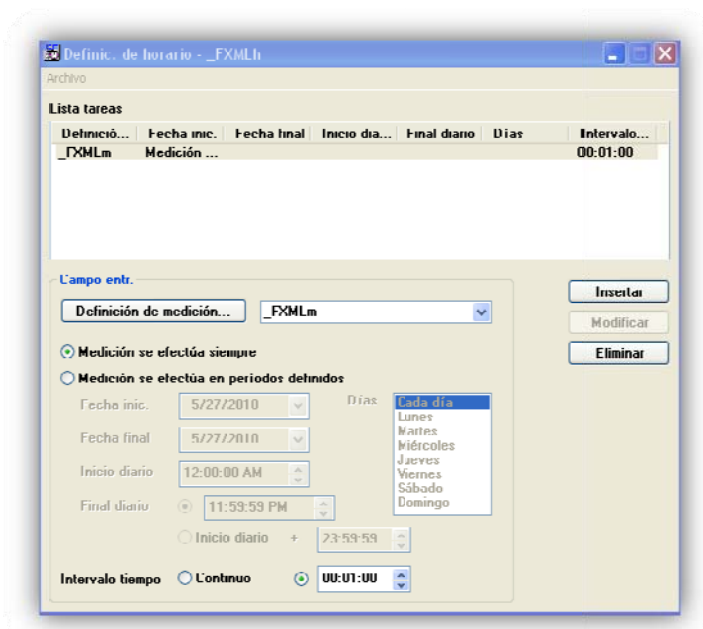 Definic. de horario - _FXMLh
Archivo
Lista tareas
Definició... Fecha inic. Fecha final Inicio dia... Final diario Días Intervalo...
_FXMLm Medición ... 00:01:00
Campo entr.
Definición de medición... _FXMLm
Insertar
Modificar
Eliminar
Medición se efectúa siempre
Medición se efectúa en períodos definidos
Fecha inic. 5/27/2010 Días Cada día
Lunes
Martes
Miércoles
Jueves
Viernes
Sábado
Domingo
Fecha final 5/27/2010
Inicio diario 12:00:00 AM
Final diario 11:59:59 PM
Inicio diario + 23:59:59
Intervalo tiempo Continuo 00:01:00